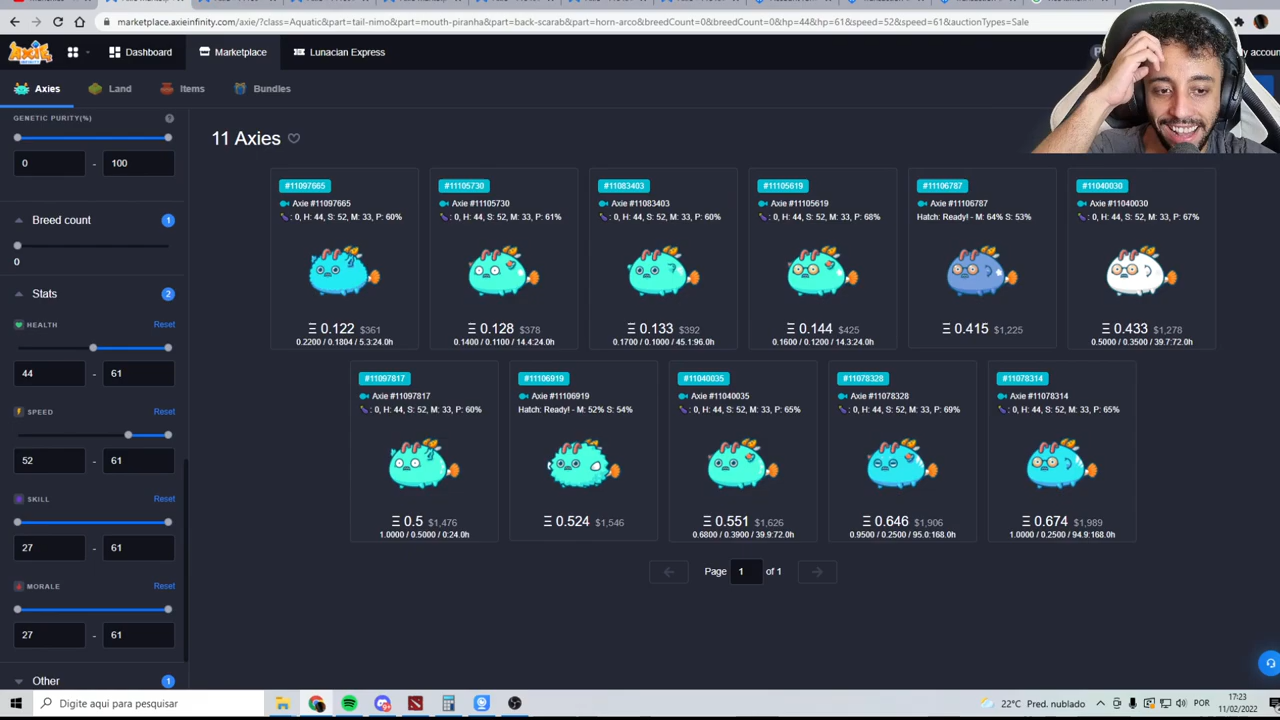 marketplace.axieinfinity.com/axie/?class=Aquatic&part=tail-nimo&part=mouth-piranha&part=back-scarab&part=horn-arco&breedCount=0&breedCount=0&hp=44&hp=61&speed=52&speed=61&auctionTypes=Sale
AXIE
Dashboard
Marketplace
Lunacian Express
y account
Axies
Land
Items
Bundles
GENETIC PURITY(%)
0 - 100
Breed count 1
0
Stats 2
HEALTH Reset
44 - 61
SPEED Reset
52 - 61
SKILL Reset
27 - 61
MORALE Reset
27 - 61
Other 1
11 Axies
#11097665
Axie #11097665
: 0, H: 44, S: 52, M: 33, P: 60%
Ξ 0.122 $361
0.2200 / 0.1804 / 5.3:24.0h
#11105730
Axie #11105730
: 0, H: 44, S: 52, M: 33, P: 61%
Ξ 0.128 $378
0.1400 / 0.1100 / 14.4:24.0h
#11083403
Axie #11083403
: 0, H: 44, S: 52, M: 33, P: 60%
Ξ 0.133 $392
0.1700 / 0.1000 / 45.1:96.0h
#11105619
Axie #11105619
: 0, H: 44, S: 52, M: 33, P: 68%
Ξ 0.144 $425
0.1600 / 0.1200 / 14.3:24.0h
#11106787
Axie #11106787
Hatch: Ready! - M: 64% S: 53%
Ξ 0.415 $1,225
#11040030
Axie #11040030
: 0, H: 44, S: 52, M: 33, P: 67%
Ξ 0.433 $1,278
0.5000 / 0.3500 / 39.7:72.0h
#11097817
Axie #11097817
: 0, H: 44, S: 52, M: 33, P: 60%
Ξ 0.5 $1,476
1.0000 / 0.5000 / 0:24.0h
#11106919
Axie #11106919
Hatch: Ready! - M: 52% S: 54%
Ξ 0.524 $1,546
#11040035
Axie #11040035
: 0, H: 44, S: 52, M: 33, P: 65%
Ξ 0.551 $1,626
0.6800 / 0.3900 / 39.9:72.0h
#11078328
Axie #11078328
: 0, H: 44, S: 52, M: 33, P: 69%
Ξ 0.646 $1,906
0.9500 / 0.2500 / 95.0:168.0h
#11078314
Axie #11078314
: 0, H: 44, S: 52, M: 33, P: 65%
Ξ 0.674 $1,989
1.0000 / 0.2500 / 94.9:168.0h
Page 1 of 1
Digite aqui para pesquisar
22°C Pred. nublado
POR
17:23
11/02/2022